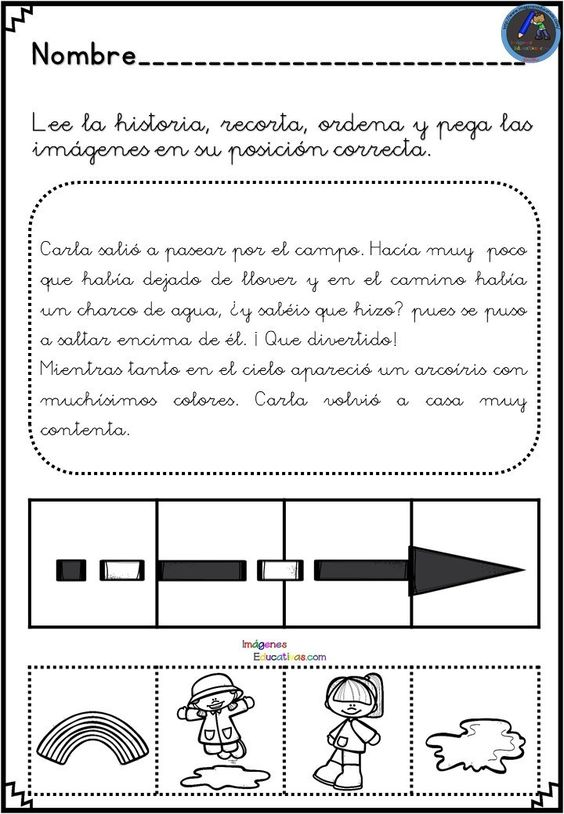 Nombre____________________________
Lee la historia, recorta, ordena y pega las
imágenes en su posición correcta.
Carla salió a pasear por el campo. Hacía muy poco
que había dejado de llover y en el camino había
un charco de agua, ¿y sabéis que hizo? pues se puso
a saltar encima de él. ¡ Que divertido!
Mientras tanto en el cielo apareció un arcoíris con
muchísimos colores. Carla volvió a casa muy
contenta.
Imágenes
Educativas.com